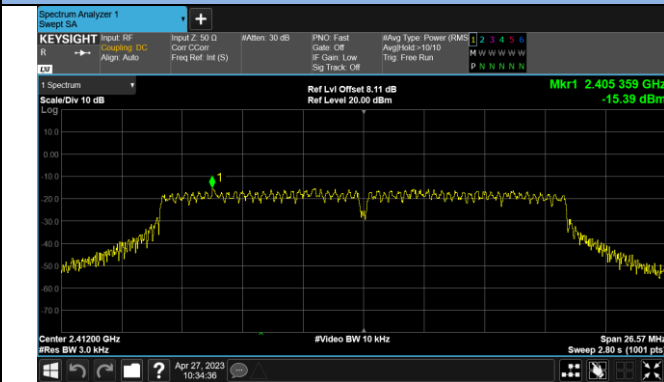 Spectrum Analyzer 1
Swept SA
+
KEYSIGHT Input: RF Input Z: 50 Ω #Atten: 30 dB PNO: Fast #Avg Type: Power (RMS 1 2 3 4 5 6
R Coupling: DC Corr CCorr Gate: Off Avg|Hold:>10/10 M W W W W W
Align: Auto Freq Ref: Int (S) IF Gain: Low Trig: Free Run
Sig Track: Off P N N N N N
LXI
1 Spectrum Ref Lvl Offset 8.11 dB Mkr1 2.405 359 GHz
Scale/Div 10 dB Ref Level 20.00 dBm -15.39 dBm
Log
10.0
0.00
1
-10.0
-20.0
-30.0
-40.0
-50.0
-60.0
-70.0
Center 2.41200 GHz #Video BW 10 kHz Span 26.57 MHz
#Res BW 3.0 kHz Sweep 2.80 s (1001 pts)
? Apr 27, 2023
10:34:36